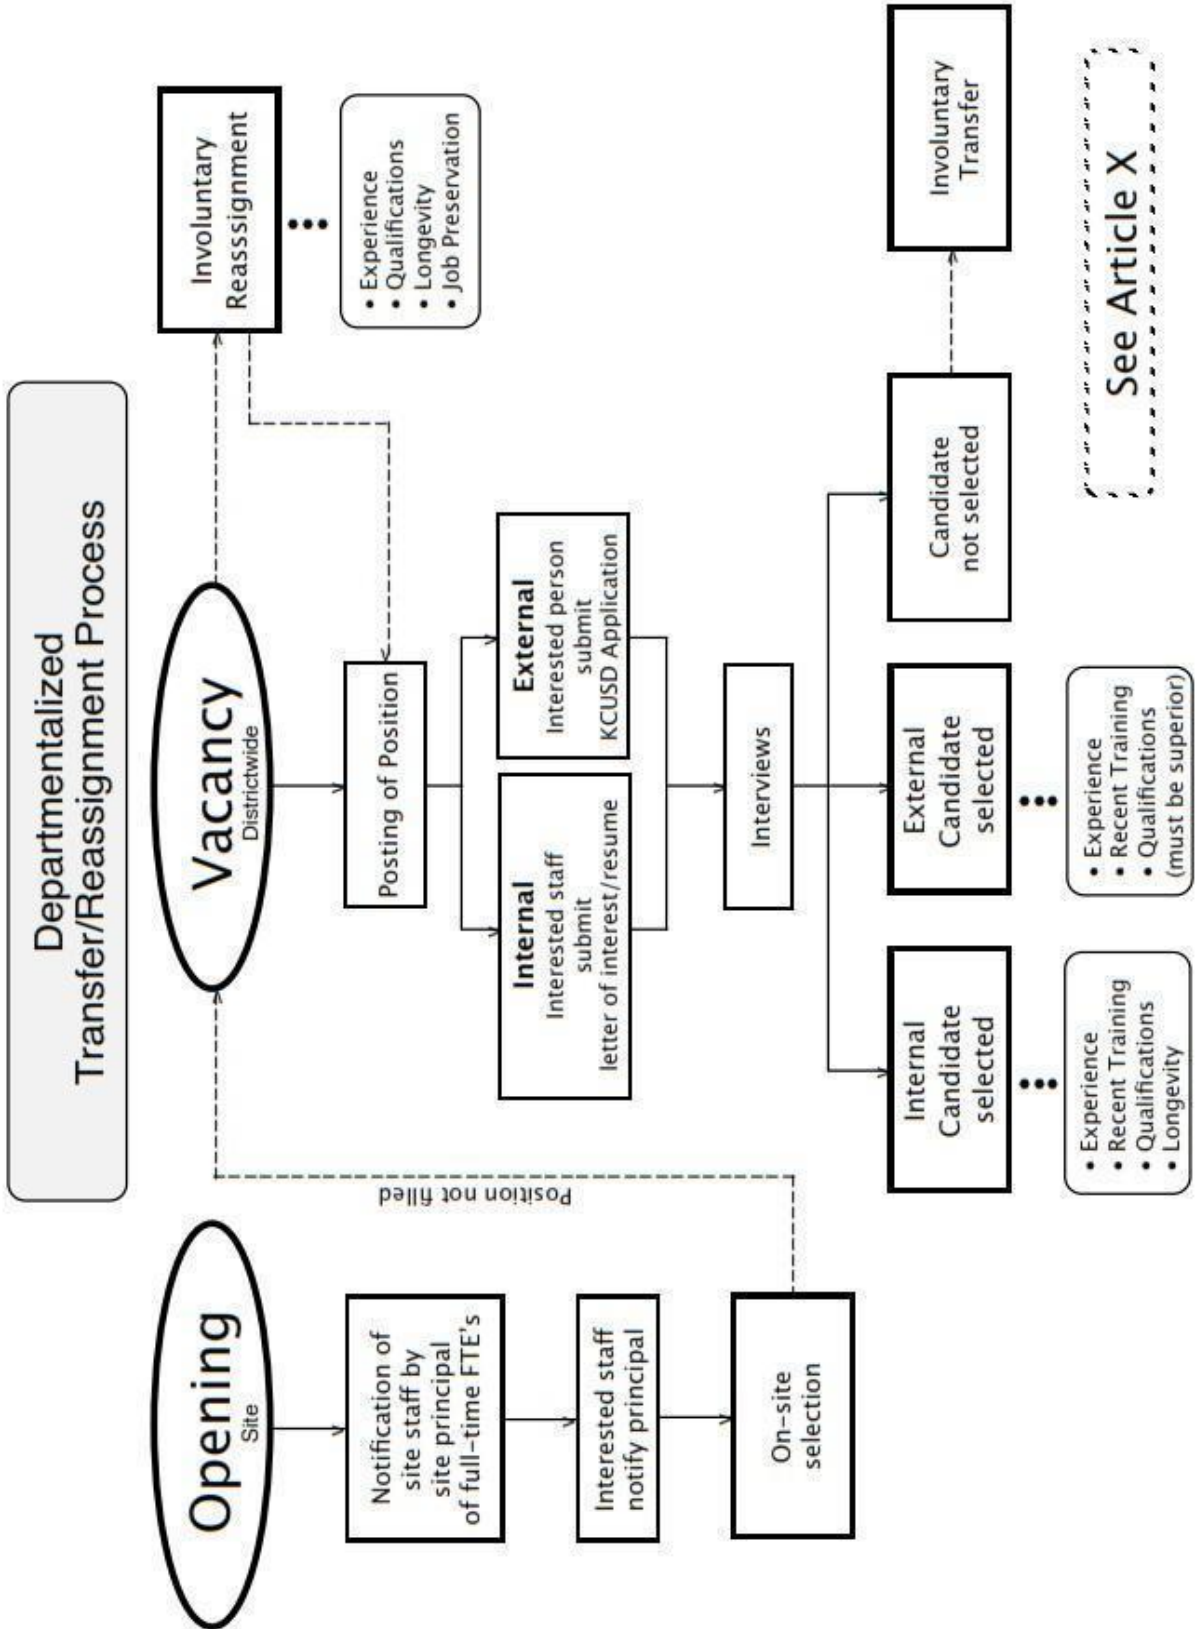 Departmentalized
Transfer/Reassignment Process
Opening
Site
Notification of
site staff by
site principal
of full-time FTE's
Interested staff
notify principal
On-site
selection
Position not filled
Vacancy
Districtwide
Posting of Position
Internal
Interested staff
submit
letter of interest/resume
External
Interested person
submit
KCUSD Application
Interviews
Internal
Candidate
selected
• Experience
• Recent Training
• Qualifications
• Longevity
External
Candidate
selected
• Experience
• Recent Training
• Qualifications
(must be superior)
Candidate
not selected
Involuntary
Transfer
Involuntary
Reasssignment
• Experience
• Qualifications
• Longevity
• Job Preservation
See Article X